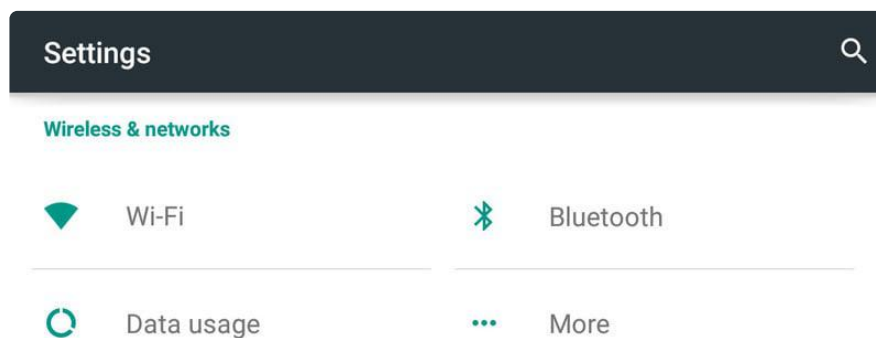 Settings
Wireless & networks
Wi-Fi
Bluetooth
Data usage
More